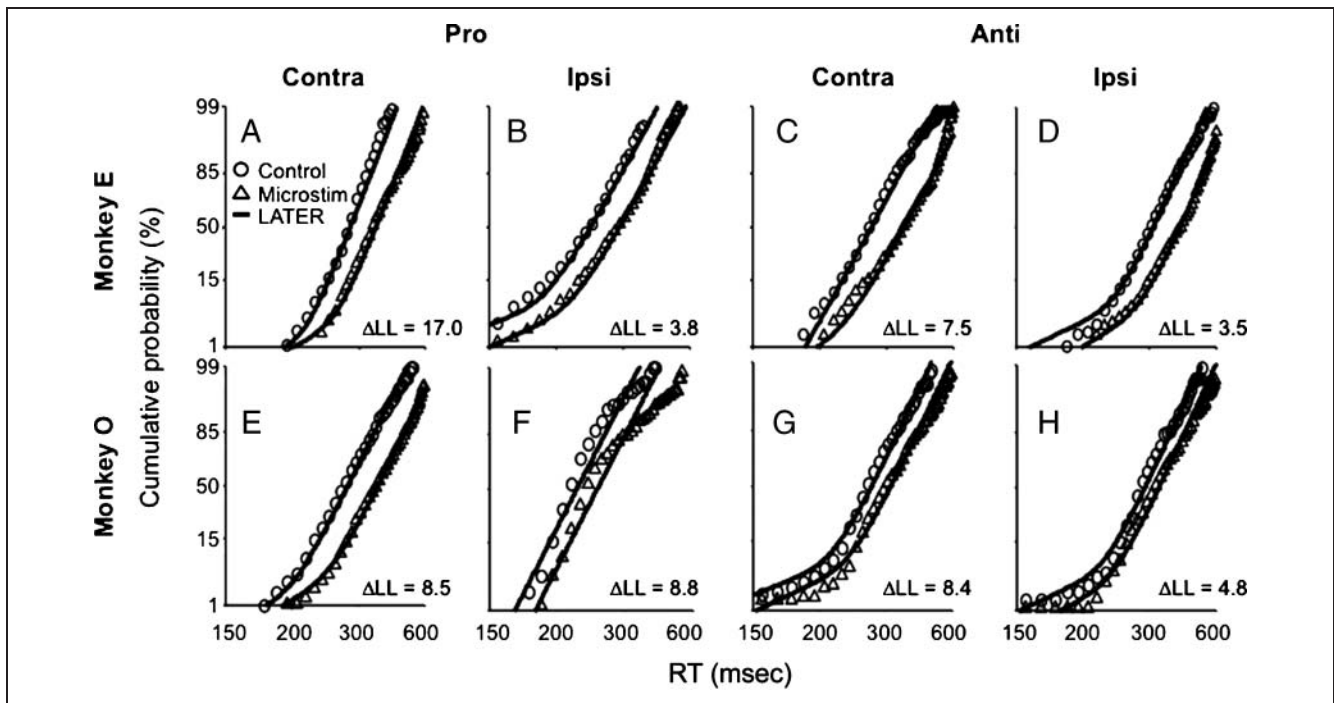 Pro Anti
Contra Ipsi Contra Ipsi
Monkey E
Monkey O
Cumulative probability (%)
99
85
50
15
1
A
○ Control
△ Microstim
– LATER
ΔLL = 17.0
B
ΔLL = 3.8
C
ΔLL = 7.5
D
ΔLL = 3.5
99
85
50
15
1
E
ΔLL = 8.5
F
ΔLL = 8.8
G
ΔLL = 8.4
H
ΔLL = 4.8
150 200 300 600 150 200 300 600 150 200 300 600 150 200 300 600
RT (msec)